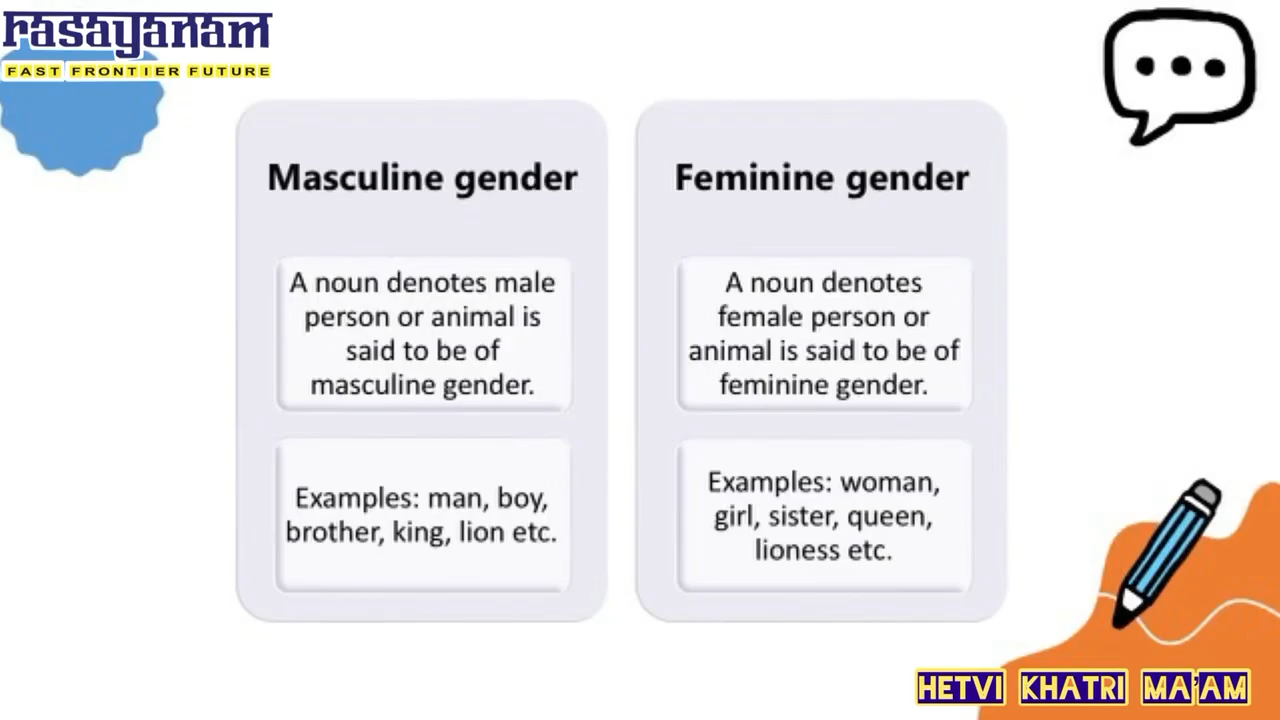 rasayanam
FAST FRONTIER FUTURE
Masculine gender
A noun denotes male
person or animal is
said to be of
masculine gender.
Examples: man, boy,
brother, king, lion etc.
Feminine gender
A noun denotes
female person or
animal is said to be of
feminine gender.
Examples: woman,
girl, sister, queen,
lioness etc.
HETVI KHATRI MA'AM